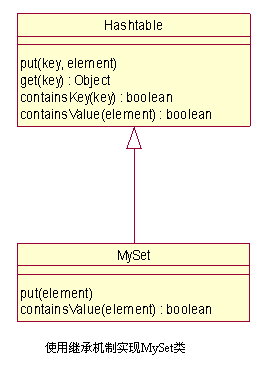 Hashtable
put(key, element)
get(key) : Object
containsKey(key) : boolean
containsValue(element) : boolean
MySet
put(element)
containsValue(element) : boolean
使用继承机制实现MySet类